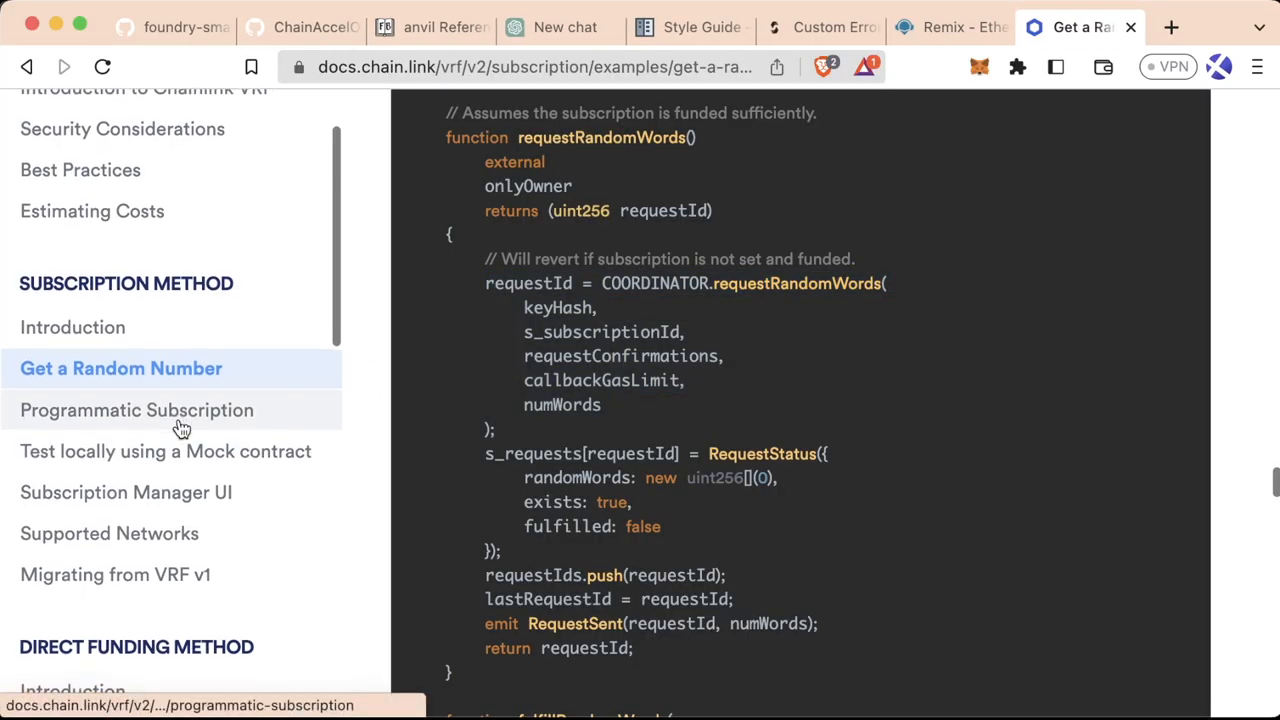 foundry-sma
ChainAccelO
anvil Referen
New chat
Style Guide -
Custom Erro
Remix - Ethe
Get a Ra
docs.chain.link/vrf/v2/subscription/examples/get-a-ra...
2
1
VPN
Introduction to Chainlink VRF
Security Considerations
Best Practices
Estimating Costs
SUBSCRIPTION METHOD
Introduction
Get a Random Number
Programmatic Subscription
Test locally using a Mock contract
Subscription Manager UI
Supported Networks
Migrating from VRF v1
DIRECT FUNDING METHOD
Introduction
docs.chain.link/vrf/v2/.../programmatic-subscription
// Assumes the subscription is funded sufficiently.
function requestRandomWords()
external
onlyOwner
returns (uint256 requestId)
{
// Will revert if subscription is not set and funded.
requestId = COORDINATOR.requestRandomWords(
keyHash,
s_subscriptionId,
requestConfirmations,
callbackGasLimit,
numWords
);
s_requests[requestId] = RequestStatus({
randomWords: new uint256[](0),
exists: true,
fulfilled: false
});
requestIds.push(requestId);
lastRequestId = requestId;
emit RequestSent(requestId, numWords);
return requestId;
}